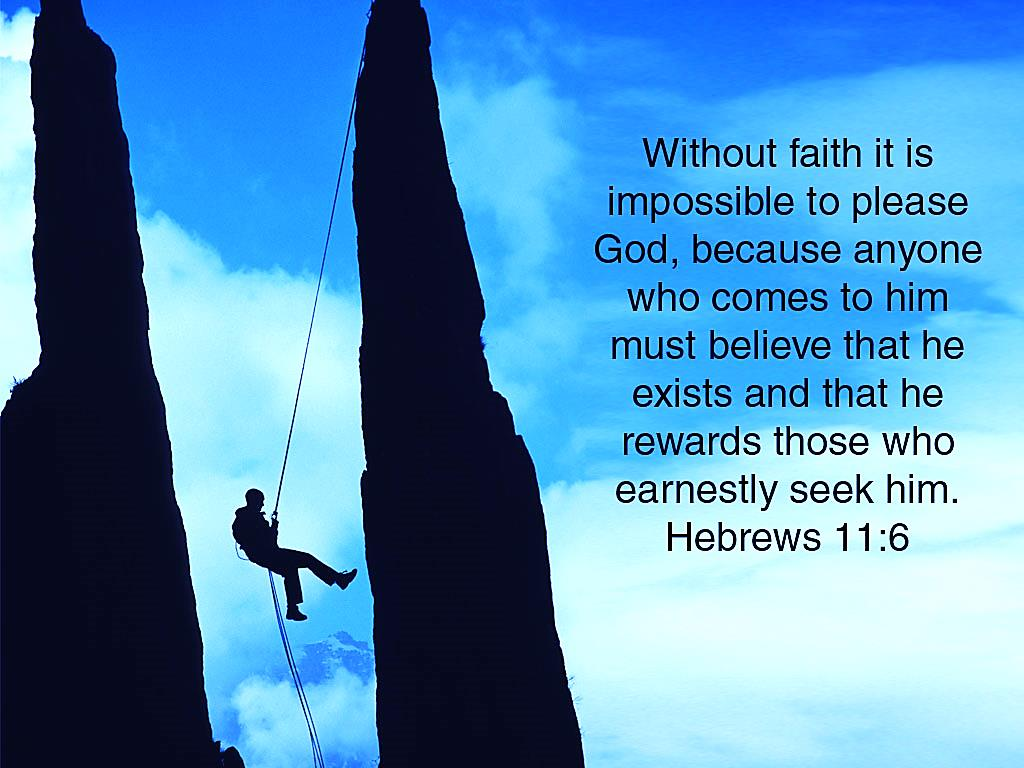 Without faith it is
impossible to please
God, because anyone
who comes to him
must believe that he
exists and that he
rewards those who
earnestly seek him.
Hebrews 11:6